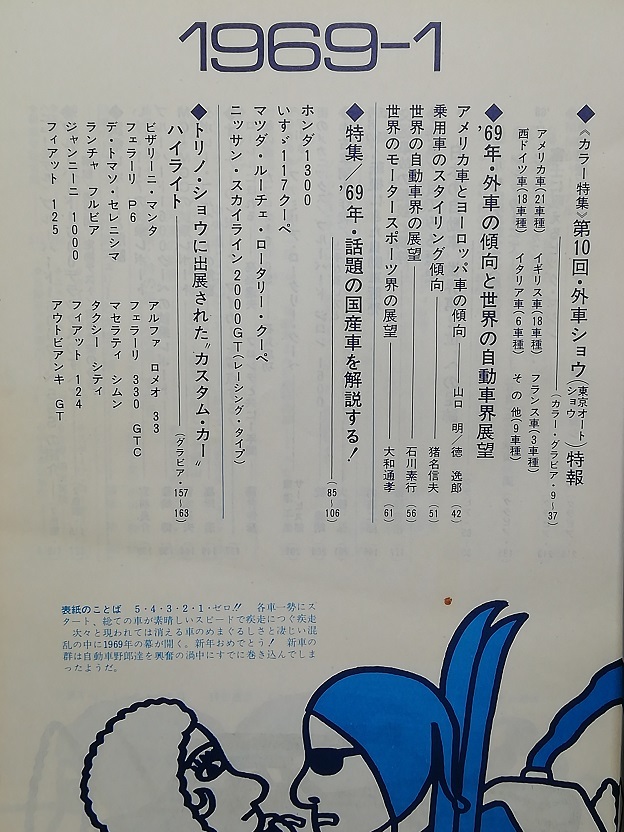 1969-1
◆《カラー特集》第10回・外車ショウ(東京オートショウ)特報
(カラー・グラビア・9〜37)
アメリカ車(21車種) イギリス車(18車種) フランス車(3車種)
西ドイツ車(18車種) イタリア車(6車種) その他(9車種)
◆'69年・外車の傾向と世界の自動車界展望
アメリカ車とヨーロッパ車の傾向 山口 明/徳 逸郎(42)
乗用車のスタイリング傾向 猪名信夫(51)
世界の自動車界の展望 石川素行(56)
世界のモータースポーツ界の展望 大和通孝(61)
◆特集/'69年・話題の国産車を解説する!(85〜106)
ホンダ1300
いすゞ117クーペ
マツダ・ルーチェ・ロータリー・クーペ
ニッサン・スカイライン2000GT(レーシング・タイプ)
◆トリノ・ショウに出展された"カスタム・カー"
ハイライト(グラビア・157〜163)
ビザリーニ・マンタ アルファ ロメオ 33
フェラーリ P6 フェラーリ 330 GTC
デ・トマソ・セレニシマ マセラティ シムン
ランチャ フルビア タクシー シティ
ジャンニーニ 1000 フィアット 124
フィアット 125 アウトビアンキ GT
表紙のことば 5・4・3・2・1・ゼロ!! 各車一勢にス
タート、総ての車が素晴しいスピードで疾走につぐ疾走
次々と現われては消える車のめまぐるしさと凄じい混
乱の中に1969年の幕が開く。新年おめでとう! 新車の
群は自動車野郎達を興奮の渦中にすでに巻き込んでしま
ったようだ。